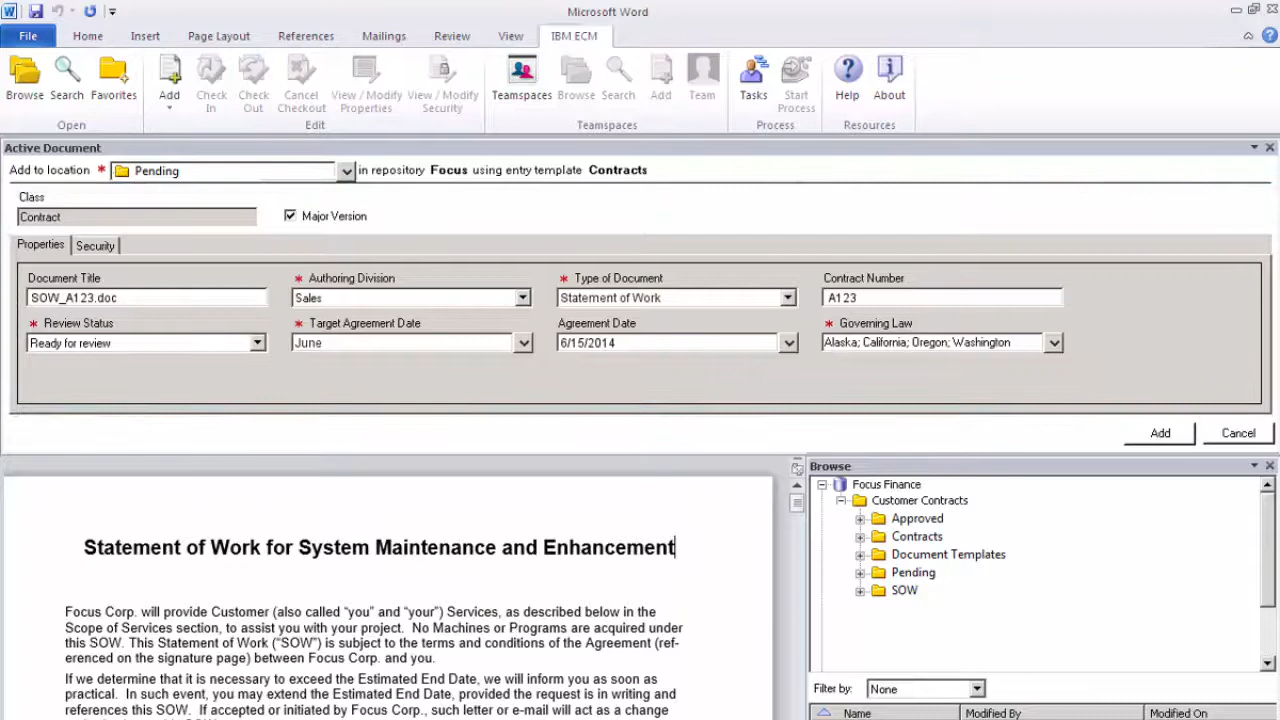 Microsoft Word
File Home Insert Page Layout References Mailings Review View IBM ECM
Browse Search Favorites Add Check In Check Out Cancel Checkout View / Modify Properties View / Modify Security Teamspaces Browse Search Add Team Tasks Start Process Help About
Open Edit Teamspaces Process Resources
Active Document
Add to location * Pending in repository Focus using entry template Contracts
Class
Contract Major Version
Properties Security
Document Title * Authoring Division * Type of Document Contract Number
SOW_A123.doc Sales Statement of Work A123
* Review Status * Target Agreement Date Agreement Date * Governing Law
Ready for review June 6/15/2014 Alaska; California; Oregon; Washington
Add Cancel
Browse
Focus Finance
Customer Contracts
Approved
Contracts
Document Templates
Pending
SOW
Filter by: None
Name Modified By Modified On
Statement of Work for System Maintenance and Enhancement
Focus Corp. will provide Customer (also called “you” and “your”) Services, as described below in the
Scope of Services section, to assist you with your project. No Machines or Programs are acquired under
this SOW. This Statement of Work (“SOW”) is subject to the terms and conditions of the Agreement (ref-
erenced on the signature page) between Focus Corp. and you.
If we determine that it is necessary to exceed the Estimated End Date, we will inform you as soon as
practical. In such event, you may extend the Estimated End Date, provided the request is in writing and
references this SOW. If accepted or initiated by Focus Corp., such letter or e-mail will act as a change